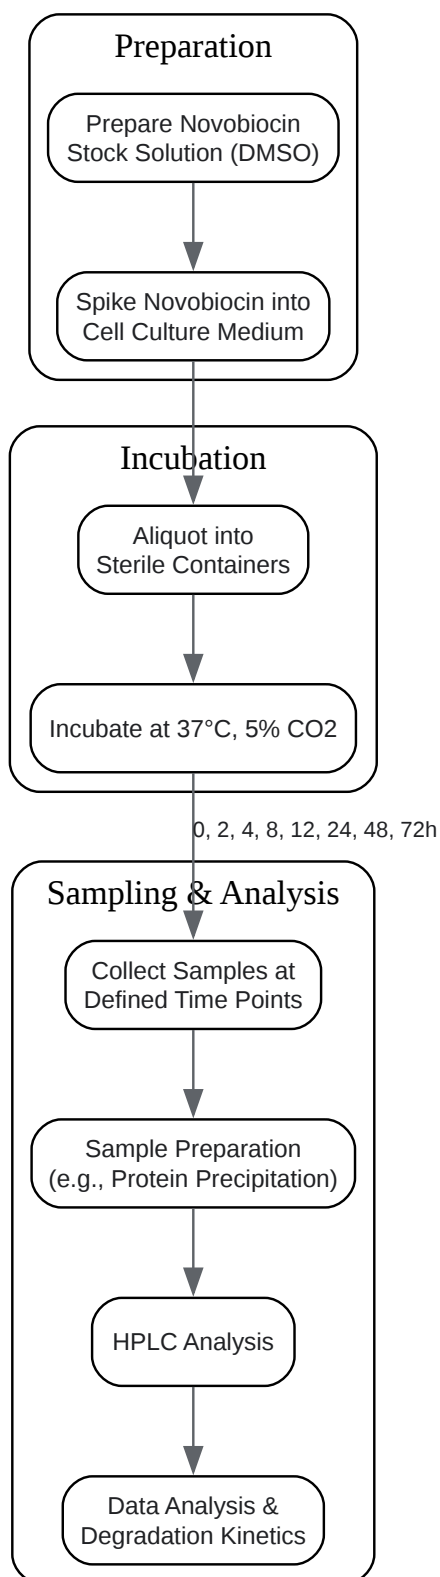 Preparation
Prepare Novobiocin
Stock Solution (DMSO)
Spike Novobiocin into
Cell Culture Medium
Incubation
Aliquot into
Sterile Containers
Incubate at 37°C, 5% CO2
0, 2, 4, 8, 12, 24, 48, 72h
Sampling & Analysis
Collect Samples at
Defined Time Points
Sample Preparation
(e.g., Protein Precipitation)
HPLC Analysis
Data Analysis &
Degradation Kinetics